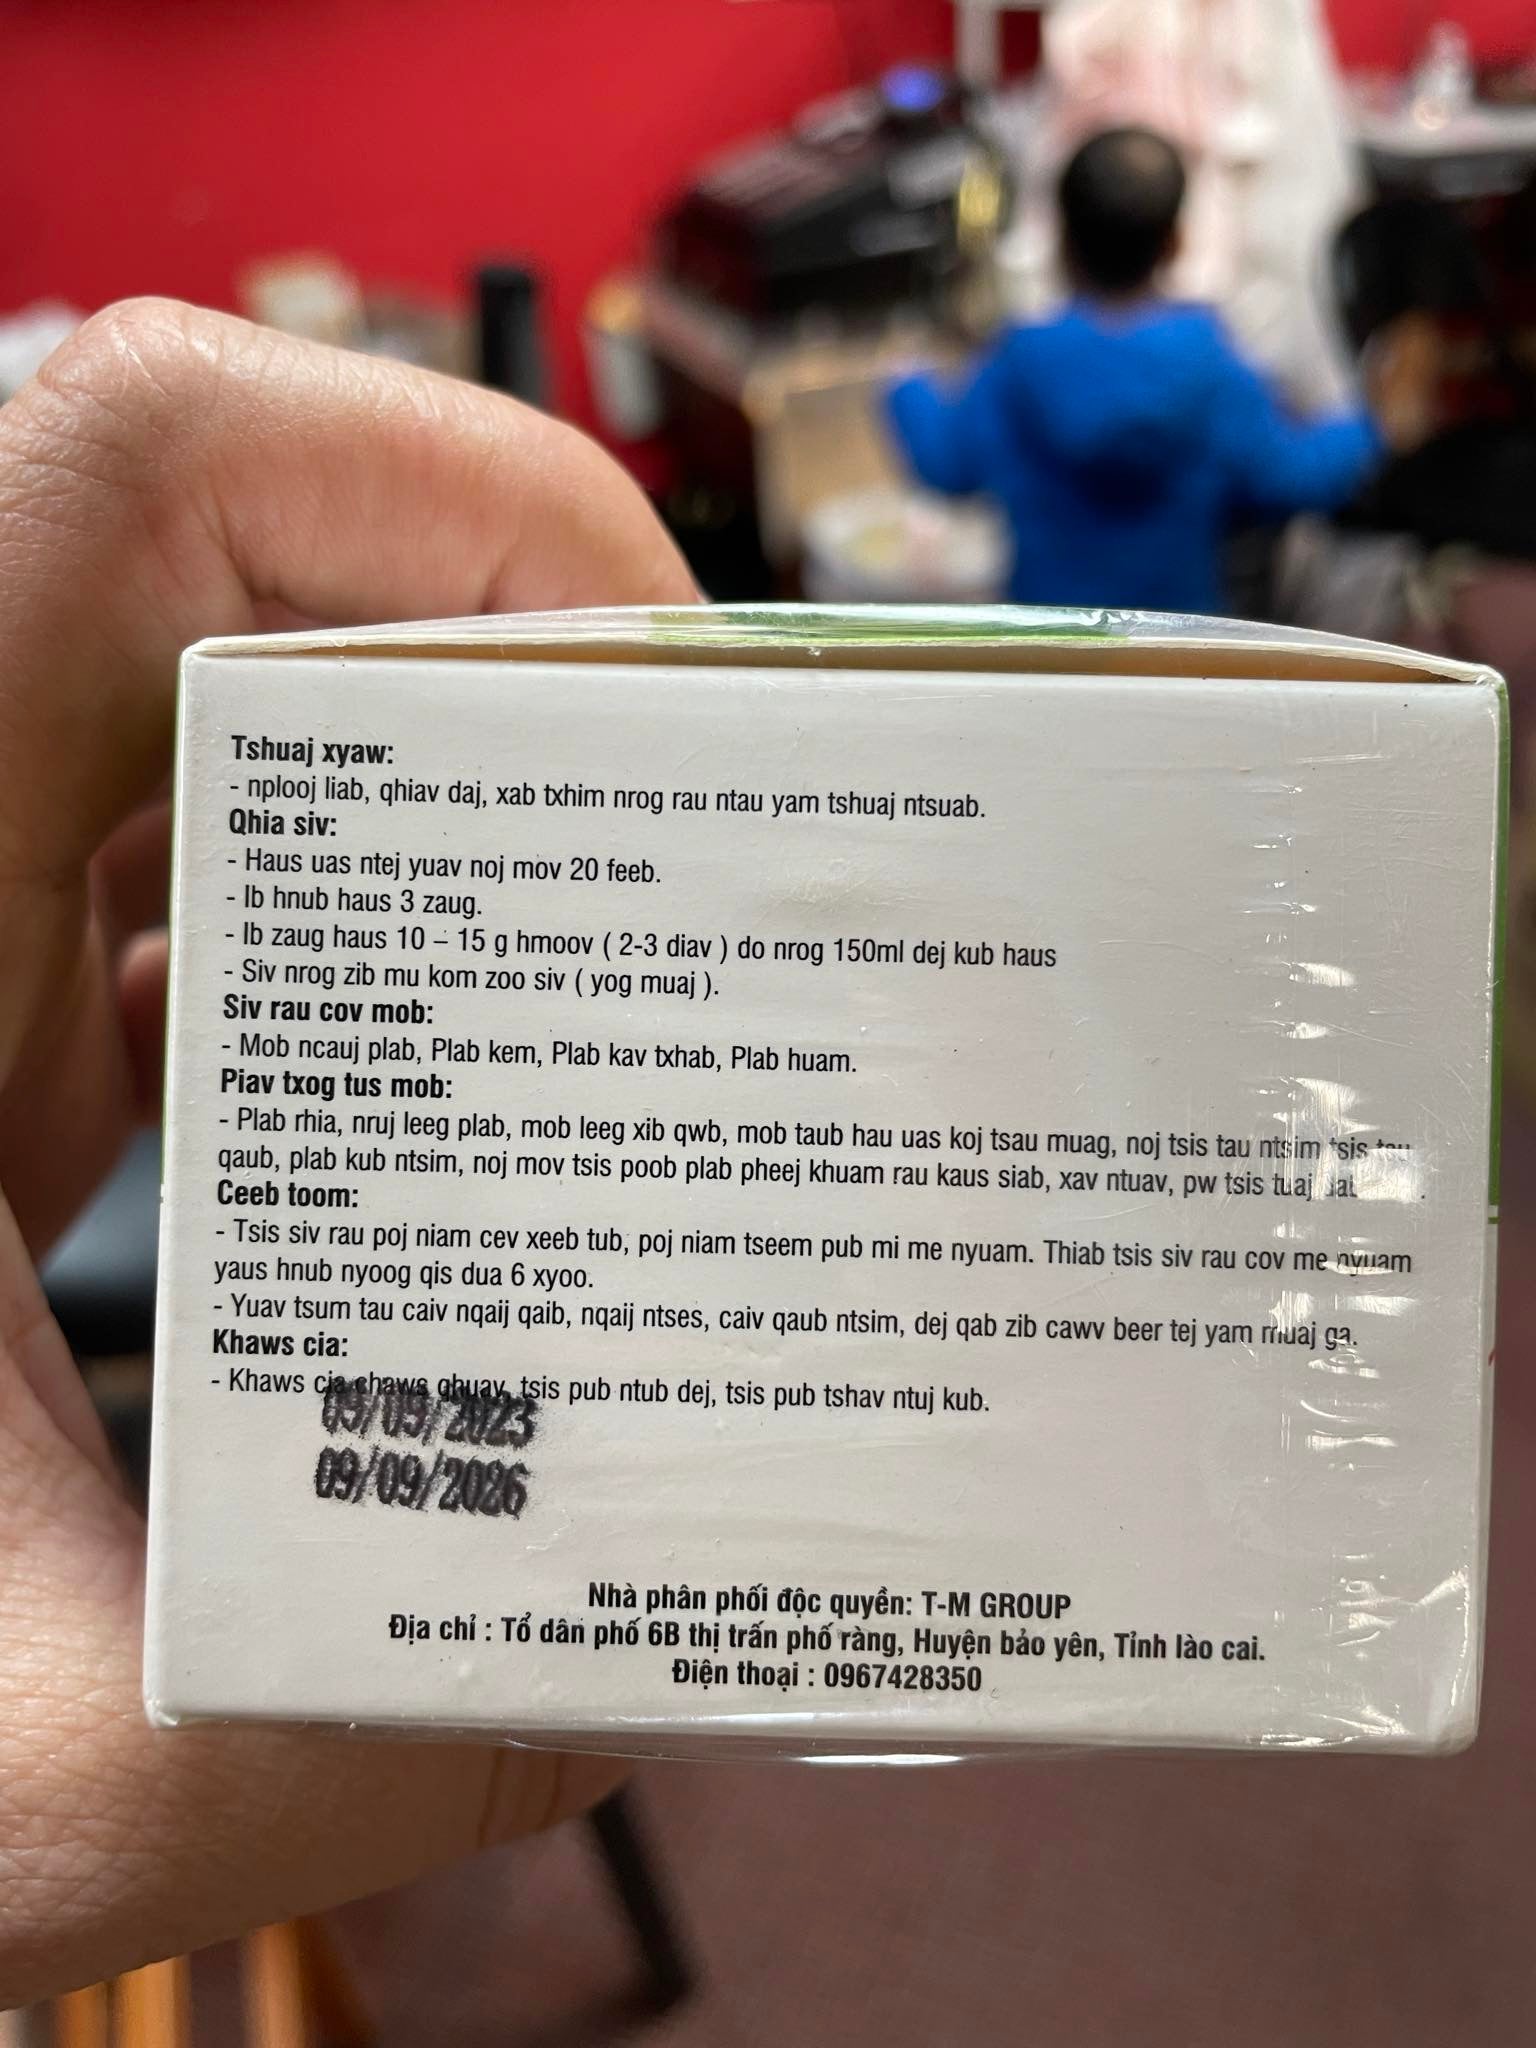 Tshuaj xyaw:
- nplooj liab, qhiav daj, xab txhim nrog rau ntau yam tshuaj ntsuab.
Qhia siv:
- Haus uas ntej yuav noj mov 20 feeb.
- Ib hnub haus 3 zaug.
- Ib zaug haus 10 – 15 g hmoov ( 2-3 diav ) do nrog 150ml dej kub haus
- Siv nrog zib mu kom zoo siv ( yog muaj ).
Siv rau cov mob:
- Mob ncauj plab, Plab kem, Plab kav txhab, Plab huam.
Piav txog tus mob:
- Plab rhia, nruj leeg plab, mob leeg xib qwb, mob taub hau uas koj tsau muag, noj tsis tau ntsim tsis tau
qaub, plab kub ntsim, noj mov tsis poob plab pheej khuam rau kaus siab, xav ntuav, pw tsis tuaj
Ceeb toom:
- Tsis siv rau poj niam cev xeeb tub, poj niam tseem pub mi me nyuam. Thiab tsis siv rau cov me nyuam
yaus hnub nyoog qis dua 6 xyoo.
- Yuav tsum tau caiv nqaij qaib, nqaij ntses, caiv qaub ntsim, dej qab zib cawv beer tej yam muaj ga.
Khaws cia:
- Khaws cia chaws qhuav, tsis pub ntub dej, tsis pub tshav ntuj kub.
09/09/2023
09/09/2026
Nhà phân phối độc quyền: T-M GROUP
Địa chỉ : Tổ dân phố 6B thị trấn phố ràng, Huyện bảo yên, Tỉnh lào cai.
Điện thoại : 0967428350